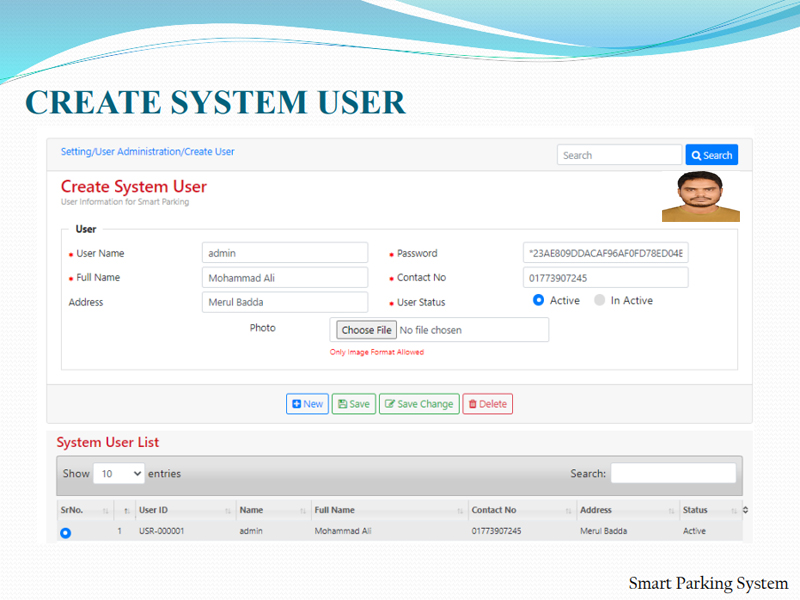 CREATE SYSTEM USER
Setting/User Administration/Create User
Search
Search
Create System User
User Information for Smart Parking
User
User Name
admin
Password
*23AE809DDACAF96AF0FD78ED04E
Full Name
Mohammad Ali
Contact No
01773907245
Address
Merul Badda
User Status
Active
In Active
Photo
Choose File No file chosen
Only Image Format Allowed
New Save Save Change Delete
System User List
Show 10 entries
Search:
SrNo. User ID Name Full Name Contact No Address Status
1 USR-000001 admin Mohammad Ali 01773907245 Merul Badda Active
Smart Parking System